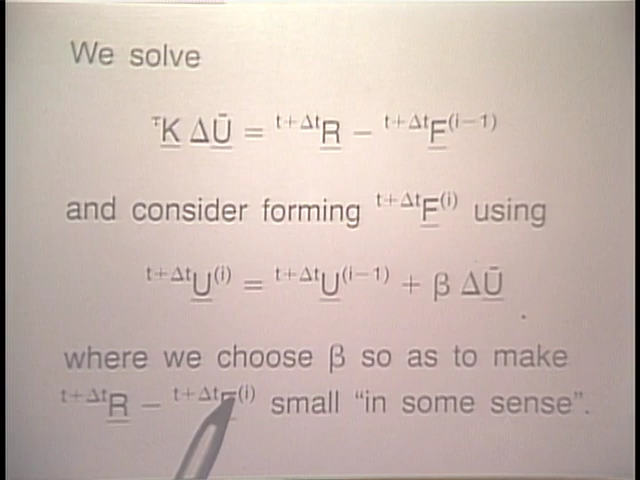 We solve
τK ΔŪ = t+ΔtR − t+ΔtF(i−1)
and consider forming t+ΔtF(i) using
t+ΔtU(i) = t+ΔtU(i−1) + β ΔŪ
where we choose β so as to make
t+ΔtR − t+ΔtF(i) small “in some sense”.